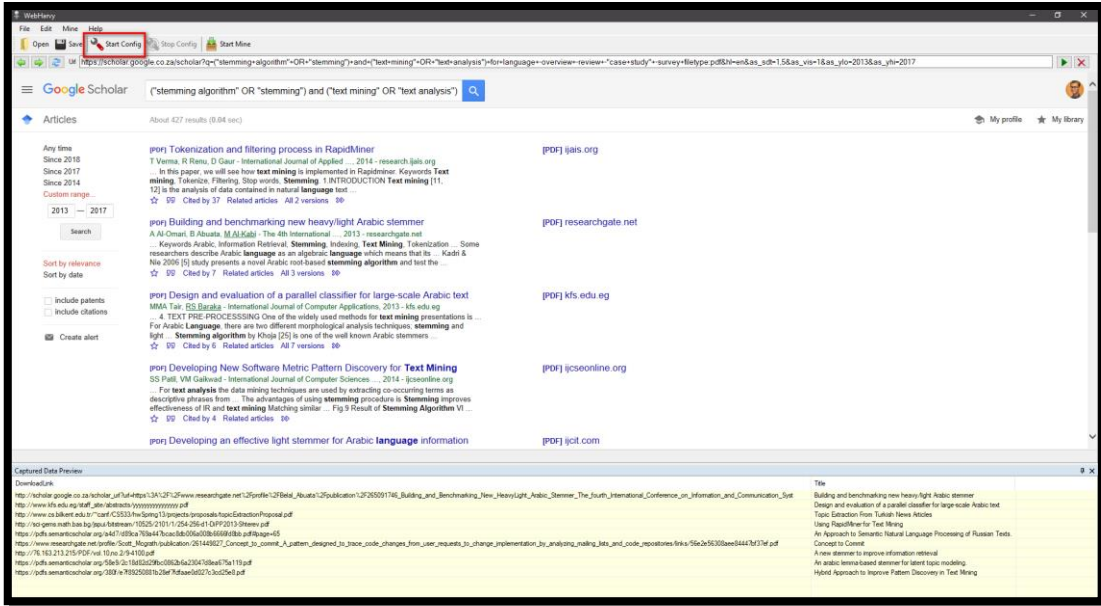 WebHarvy
File Edit Mine Help
Open Save Start Config Stop Config Start Mine
Url https://scholar.google.co.za/scholar?q=("stemming+algorithm"+OR+"stemming")+and+("text+mining"+OR+"text+analysis")+for+language+-overview+-review+-"case+study"+-survey+filetype:pdf&hl=en&as_sdt=1,5&as_vis=1&as_ylo=2013&as_yhi=2017
Google Scholar ("stemming algorithm" OR "stemming") and ("text mining" OR "text analysis")
Articles About 427 results (0.04 sec) My profile My library
Any time
Since 2018
Since 2017
Since 2014
Custom range...
2013 — 2017
Search
Sort by relevance
Sort by date
include patents
include citations
Create alert
[PDF] Tokenization and filtering process in RapidMiner [PDF] ijais.org
T Verma, R Renu, D Gaur - International Journal of Applied ..., 2014 - research.ijais.org
... In this paper, we will see how text mining is implemented in Rapidminer. Keywords Text
mining, Tokenize, Filtering, Stop words, Stemming. 1.INTRODUCTION Text mining [11,
12] is the analysis of data contained in natural language text ...
Cited by 37 Related articles All 2 versions
[PDF] Building and benchmarking new heavy/light Arabic stemmer [PDF] researchgate.net
A Al-Omari, B Abuata, M Al-Kabi - The 4th International ..., 2013 - researchgate.net
... Keywords Arabic, Information Retrieval, Stemming, Indexing, Text Mining, Tokenization ... Some
researchers describe Arabic language as an algebraic language which means that its ... Kadri &
Nie 2006 [5] study presents a novel Arabic root-based stemming algorithm and test the ...
Cited by 7 Related articles All 3 versions
[PDF] Design and evaluation of a parallel classifier for large-scale Arabic text [PDF] kfs.edu.eg
MMA Tair, RS Baraka - International Journal of Computer Applications, 2013 - kfs.edu.eg
... 4. TEXT PRE-PROCESSSING One of the widely used methods for text mining presentations is ...
For Arabic Language, there are two different morphological analysis techniques; stemming and
light ... Stemming algorithm by Khoja [25] is one of the well known Arabic stemmers ...
Cited by 6 Related articles All 7 versions
[PDF] Developing New Software Metric Pattern Discovery for Text Mining [PDF] ijcseonline.org
SS Patil, VM Gaikwad - International Journal of Computer Sciences ..., 2014 - ijcseonline.org
... For text analysis the data mining techniques are used by extracting co-occurring terms as
descriptive phrases from ... The advantages of using stemming procedure is Stemming improves
effectiveness of IR and text mining Matching similar ... Fig.9 Result of Stemming Algorithm VI ...
Cited by 4 Related articles
[PDF] Developing an effective light stemmer for Arabic language information [PDF] ijcit.com
Captured Data Preview
DownloadLink Title
Building and benchmarking new heavy/light Arabic stemmer
http://www.kfs.edu.eg/staff_site/abstracts/ Design and evaluation of a parallel classifier for large-scale Arabic text
Topic Extraction From Turkish News Articles
Using RapidMiner for Text Mining
An Approach to Semantic Natural Language Processing of Russian Texts.
Concept to Commit
http://76.163.213.215/PDF/vol.10.no.2/9-4100.pdf A new stemmer to improve information retrieval
An arabic lemma-based stemmer for latent topic modeling.
Hybrid Approach to Improve Pattern Discovery in Text Mining